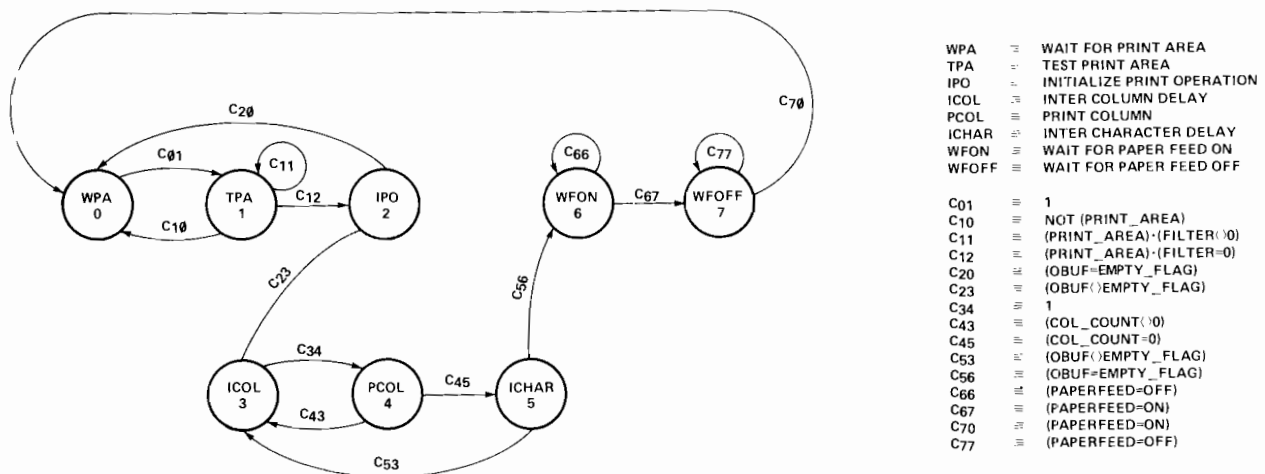 C70
C20
C01
C11
C12
C10
WPA
0
TPA
1
IPO
2
C66
C77
WFON
6
C67
WFOFF
7
C23
C56
C34
ICOL
3
PCOL
4
C45
ICHAR
5
C43
C53
WPA ≡ WAIT FOR PRINT AREA
TPA ≡ TEST PRINT AREA
IPO ≡ INITIALIZE PRINT OPERATION
ICOL ≡ INTER COLUMN DELAY
PCOL ≡ PRINT COLUMN
ICHAR ≡ INTER CHARACTER DELAY
WFON ≡ WAIT FOR PAPER FEED ON
WFOFF ≡ WAIT FOR PAPER FEED OFF
C01 ≡ 1
C10 ≡ NOT (PRINT_AREA)
C11 ≡ (PRINT_AREA)·(FILTER<>0)
C12 ≡ (PRINT_AREA)·(FILTER=0)
C20 ≡ (OBUF=EMPTY_FLAG)
C23 ≡ (OBUF<>EMPTY_FLAG)
C34 ≡ 1
C43 ≡ (COL_COUNT<>0)
C45 ≡ (COL_COUNT=0)
C53 ≡ (OBUF<>EMPTY_FLAG)
C56 ≡ (OBUF=EMPTY_FLAG)
C66 ≡ (PAPERFEED=OFF)
C67 ≡ (PAPERFEED=ON)
C70 ≡ (PAPERFEED=ON)
C77 ≡ (PAPERFEED=OFF)